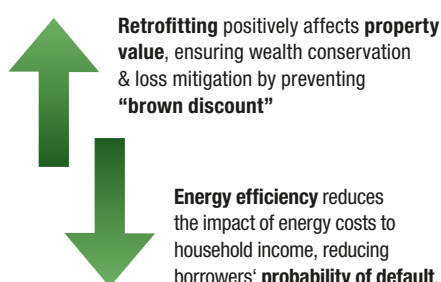 Retrofitting positively affects property
value, ensuring wealth conservation
& loss mitigation by preventing
“brown discount”
Energy efficiency reduces
the impact of energy costs to
household income, reducing
borrowers‘ probability of default.